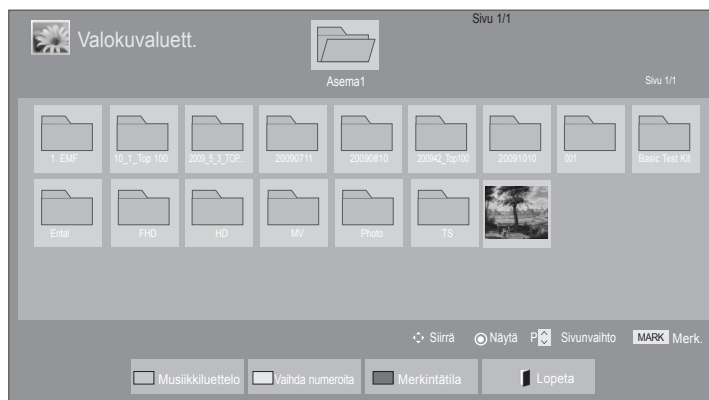 Sivu 1/1
Valokuvaluett.
Asema1
Sivu 1/1
1. EMF 10_1_Top 100 2009_5_3_TOP... 20090711 20090810 200942_Top100 20091010 001 Basic Test Kit
Ental FHD HD MV Photo TS
Siirrä Näytä P Sivunvaihto MARK Merk.
Musiikkiluettelo Vaihda numeroita Merkintätila Lopeta